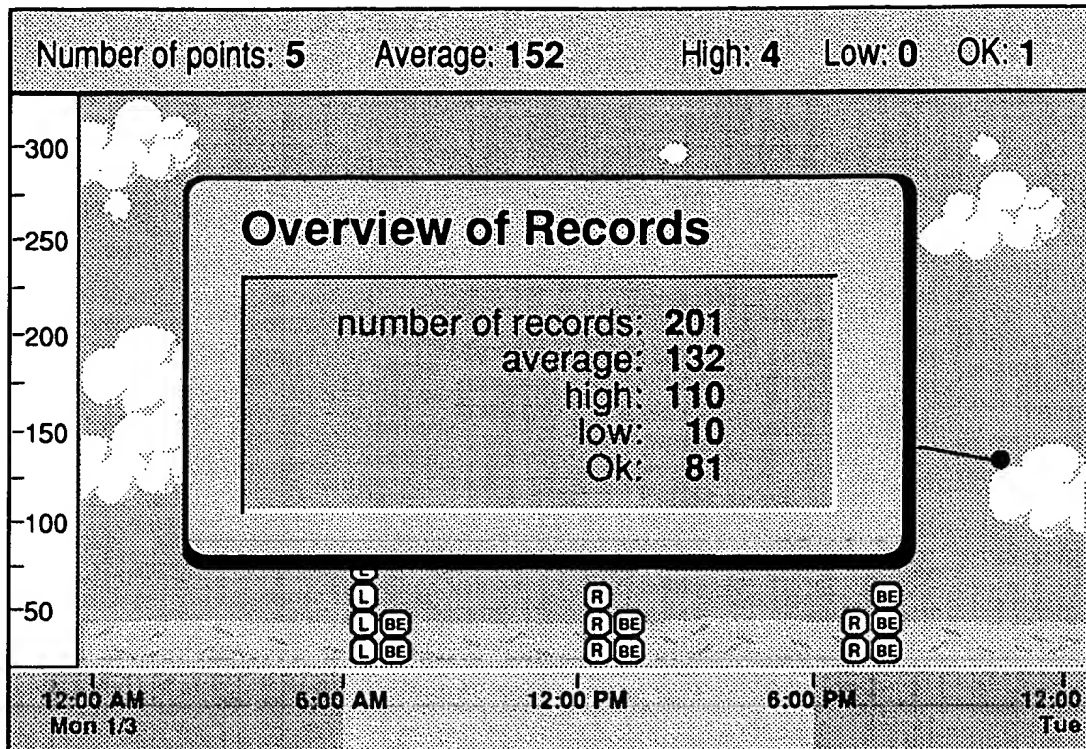 Number of points: 5 Average: 152 High: 4 Low: 0 OK: 1
300
250
200
150
100
50
Overview of Records
number of records: 201
average: 132
high: 110
low: 10
Ok: 81
L R BE
L BE R BE R BE
L BE R BE R BE
12:00 AM 6:00 AM 12:00 PM 6:00 PM 12:00
Mon 1/3 Tue